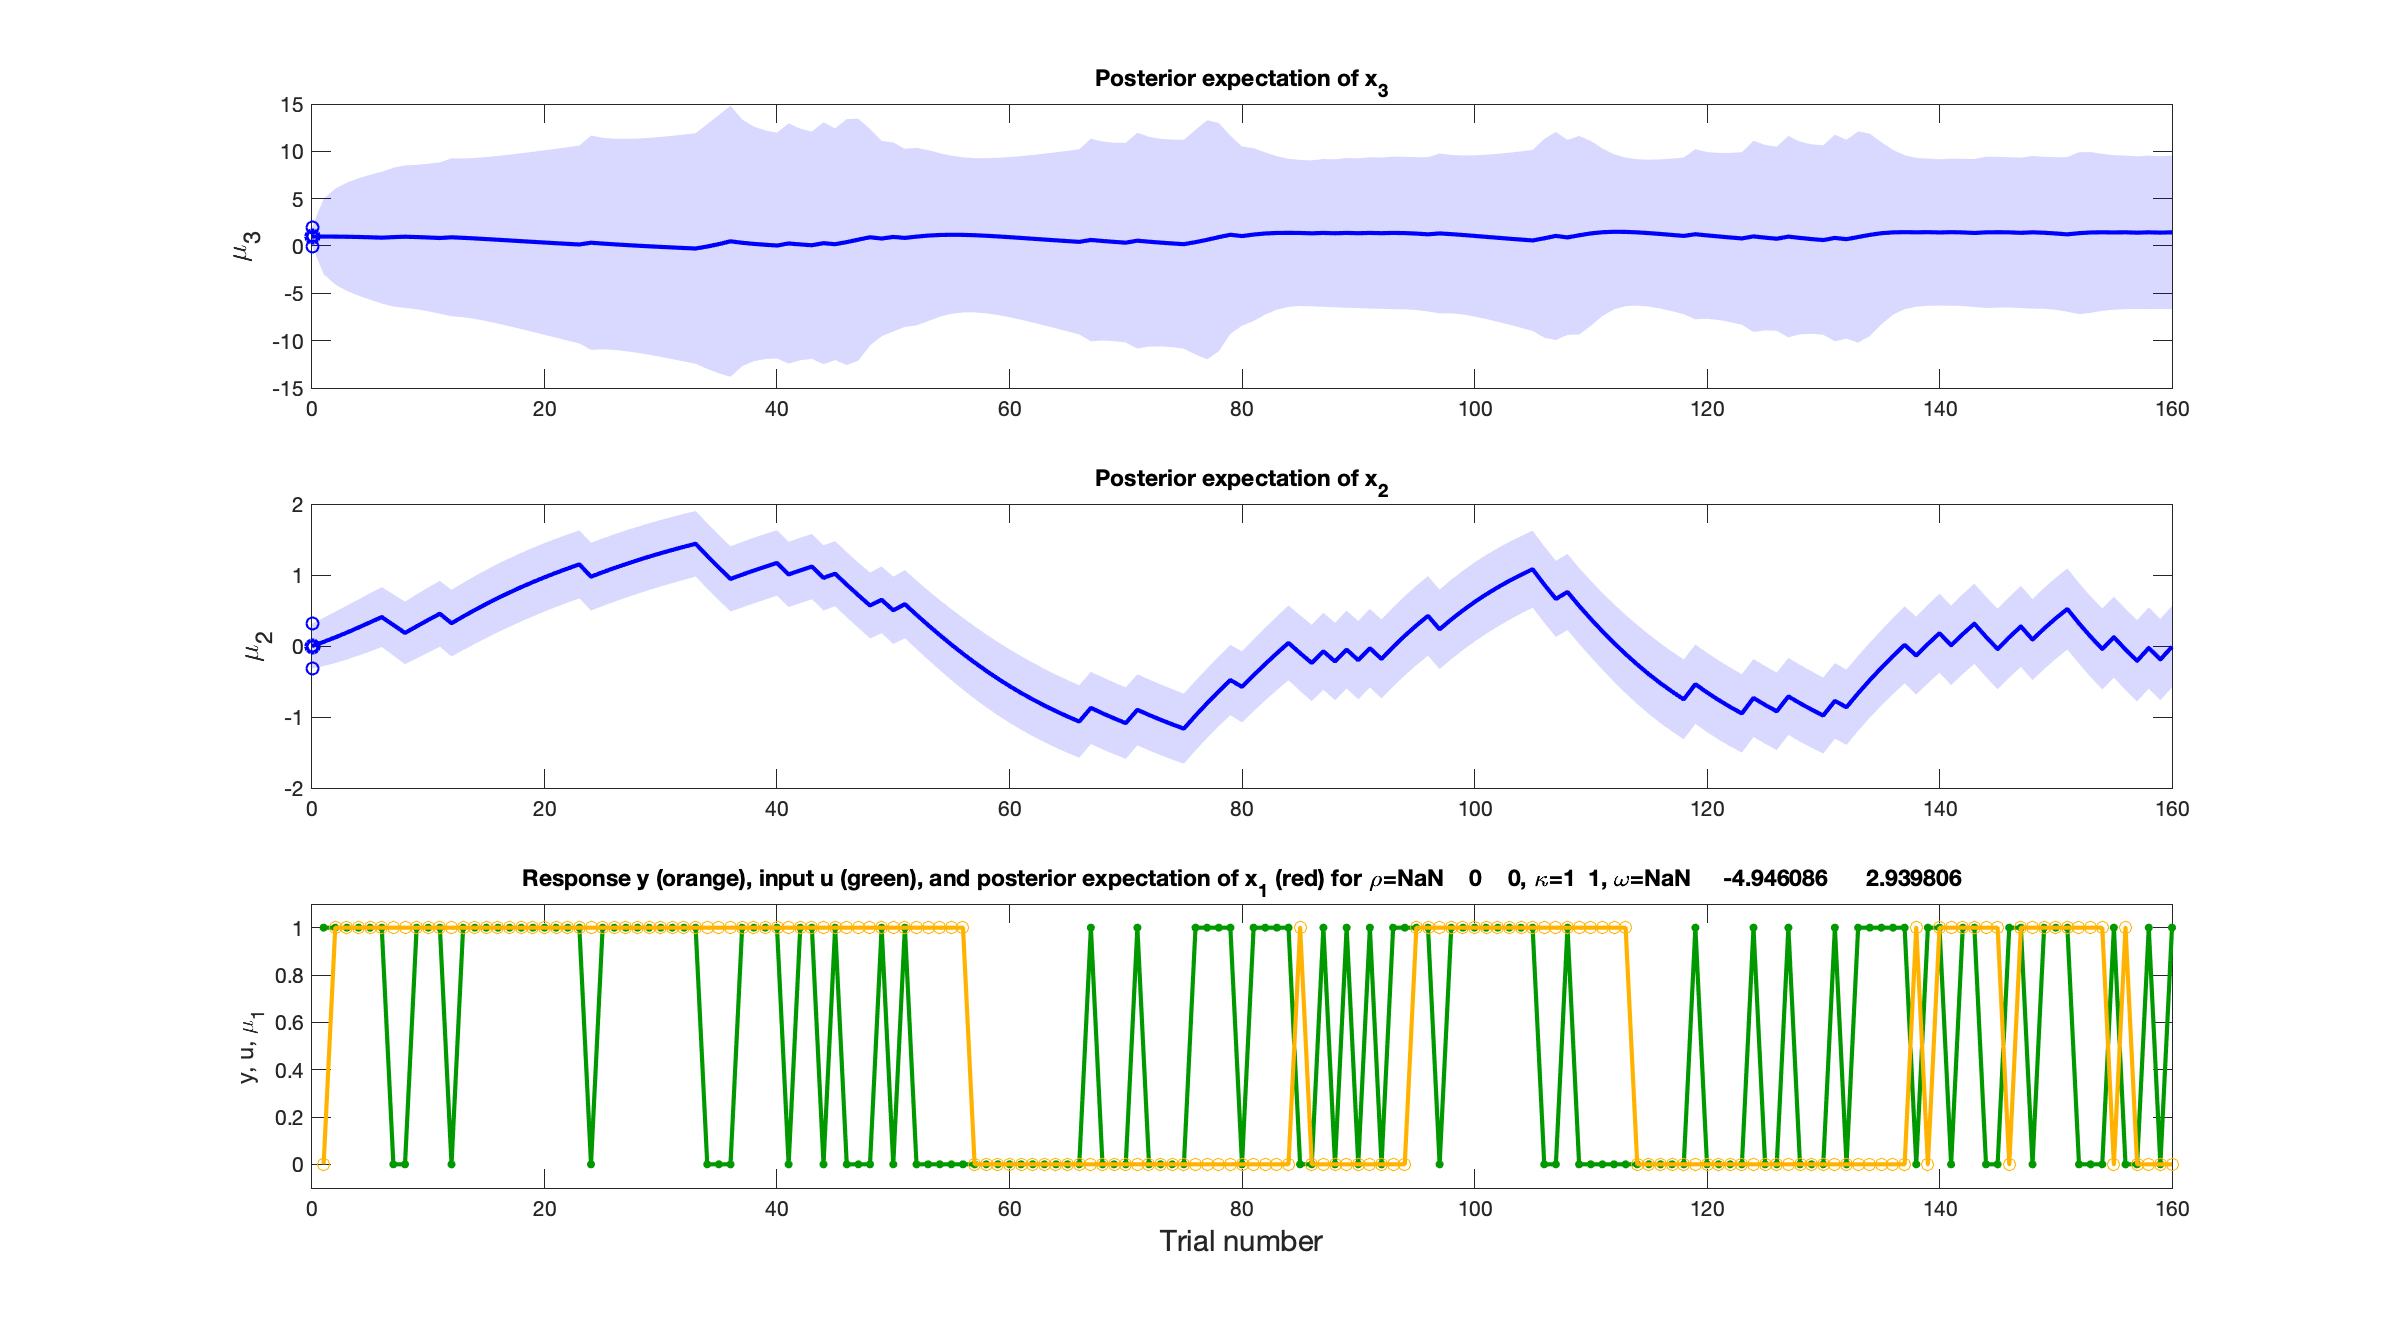 Posterior expectation of x3
15
10
5
0
-5
-10
-15
μ3
0 20 40 60 80 100 120 140 160
Posterior expectation of x2
2
1
0
-1
-2
μ2
0 20 40 60 80 100 120 140 160
Response y (orange), input u (green), and posterior expectation of x1 (red) for ρ=NaN 0 0, κ=1 1, ω=NaN -4.946086 2.939806
1
0.8
0.6
0.4
0.2
0
y, u, μ1
0 20 40 60 80 100 120 140 160
Trial number